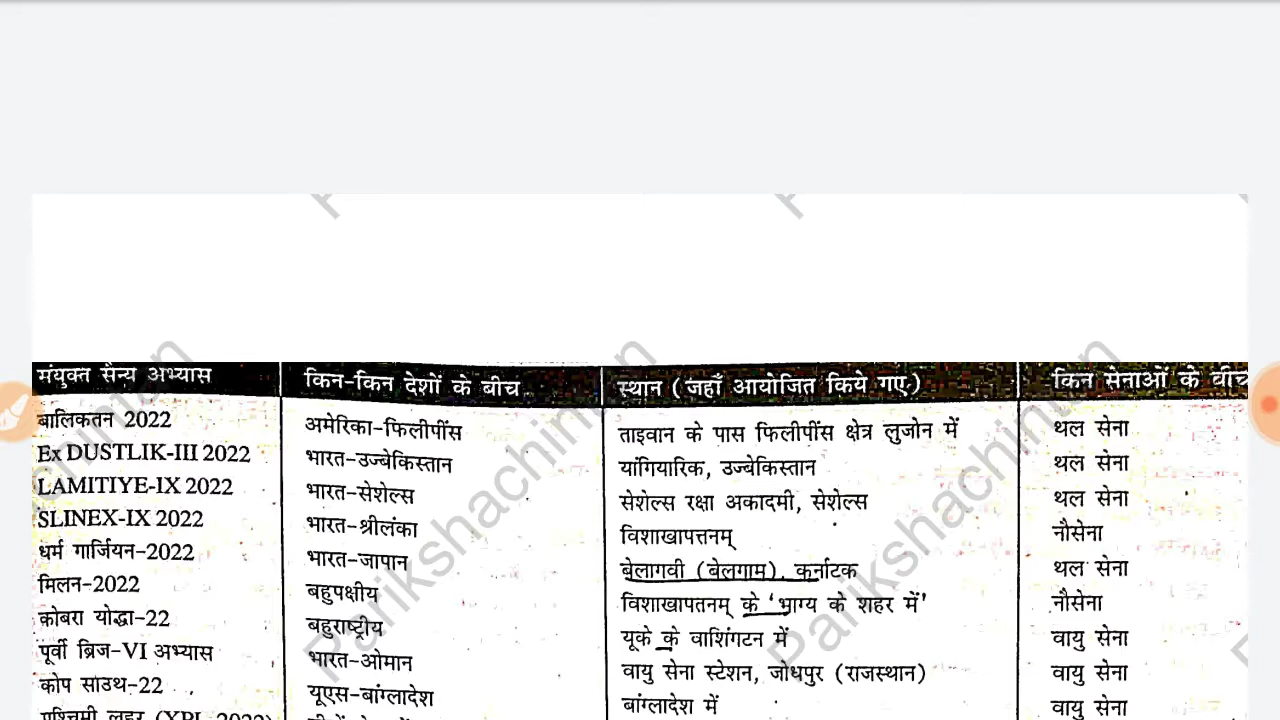 संयुक्त सैन्य अभ्यास किन-किन देशों के बीच स्थान (जहाँ आयोजित किये गए) किन सेनाओं के बीच
बालिकतन 2022 अमेरिका-फिलीपींस ताइवान के पास फिलीपींस क्षेत्र लुजोन में थल सेना
Ex DUSTLIK-III 2022 भारत-उज्बेकिस्तान यांगियारिक, उज्बेकिस्तान थल सेना
LAMITIYE-IX 2022 भारत-सेशेल्स सेशेल्स रक्षा अकादमी, सेशेल्स थल सेना
SLINEX-IX 2022 भारत-श्रीलंका विशाखापत्तनम् नौसेना
धर्म गार्जियन-2022 भारत-जापान बेलागवी (बेलगाम), कर्नाटक थल सेना
मिलन-2022 बहुपक्षीय विशाखापतनम् के 'भाग्य के शहर में' नौसेना
कोबरा योद्धा-22 बहुराष्ट्रीय यूके के वाशिंगटन में वायु सेना
पूर्वी ब्रिज-VI अभ्यास भारत-ओमान वायु सेना स्टेशन, जोधपुर (राजस्थान) वायु सेना
कोप साउथ-22 यूएस-बांग्लादेश बांग्लादेश में वायु सेना
Parikshachintan
Parikshachintan